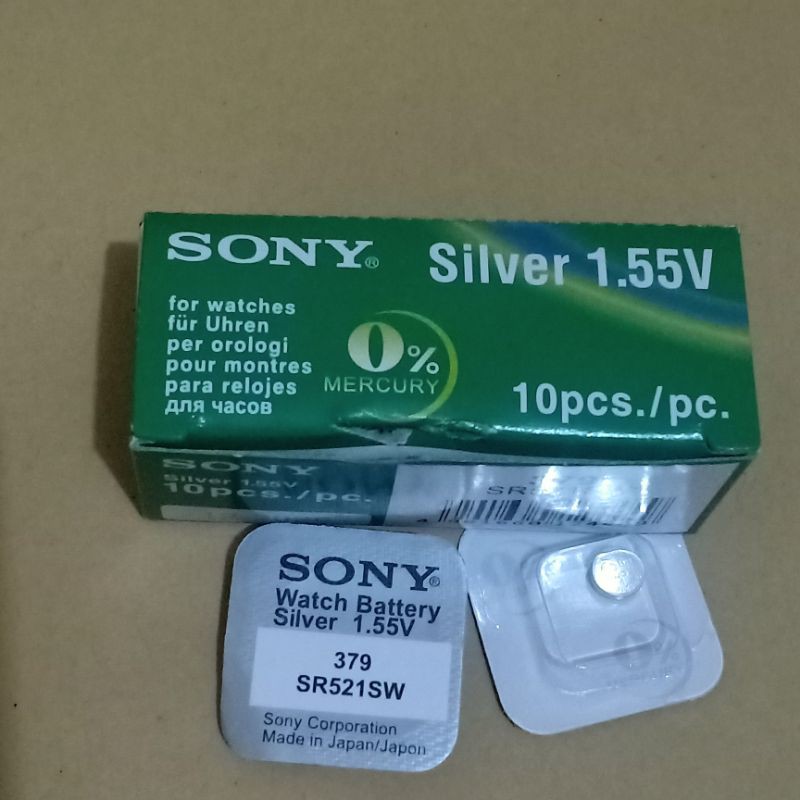 SONY®
Silver 1.55V
for watches
für Uhren
per orologi
pour montres
para relojes
для часов
0%
MERCURY
10pcs./pc.
SONY
Silver 1.55V
10pcs./pc.
SONY®
Watch Battery
Silver 1.55V
379
SR521SW
Sony Corporation
Made in Japan/Japon
0%